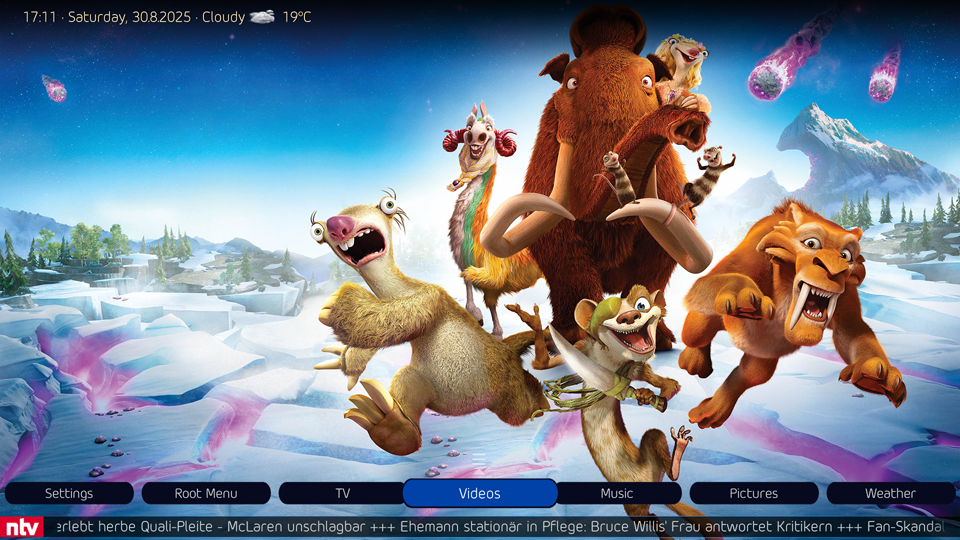 17:11 · Saturday, 30.8.2025 · Cloudy 19°C
Settings Root Menu TV Videos Music Pictures Weather
ntv erlebt herbe Quali-Pleite - McLaren unschlagbar +++ Ehemann stationär in Pflege: Bruce Willis' Frau antwortet Kritikern +++ Fan-Skandal